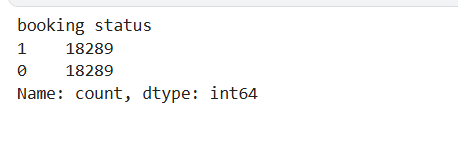 booking status
1    18289
0    18289
Name: count, dtype: int64